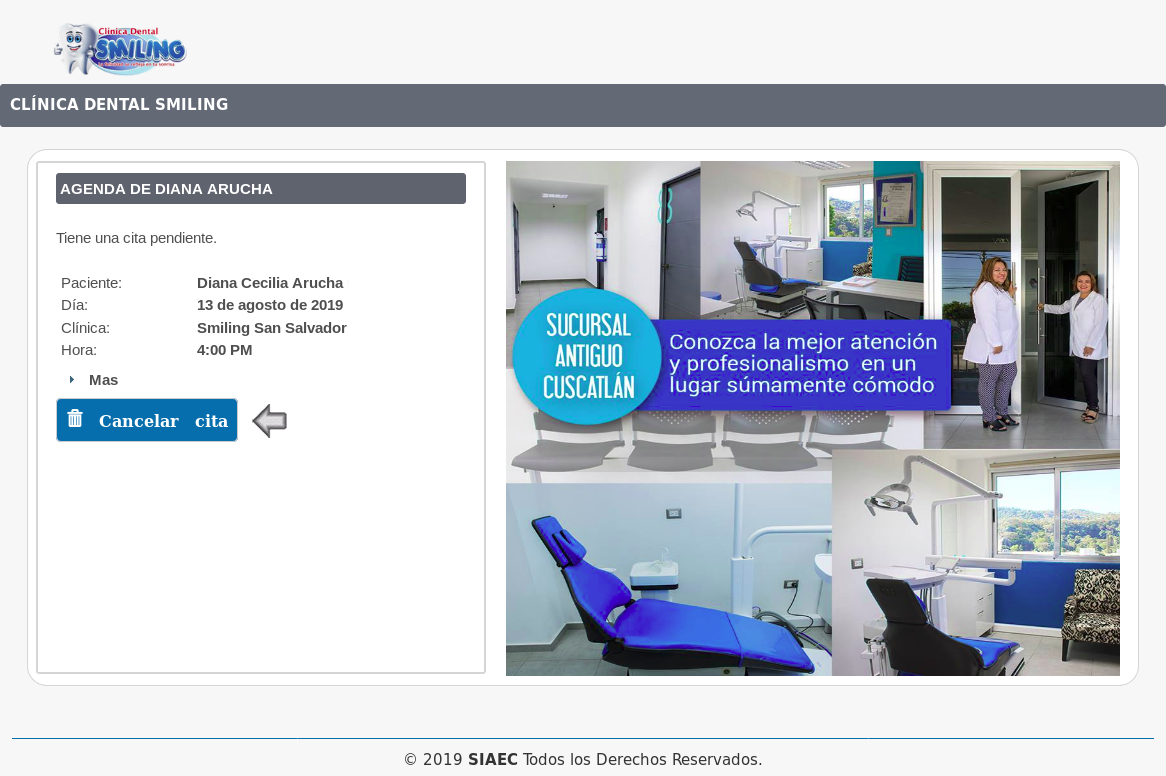 Clínica Dental
SMILING
CLÍNICA DENTAL SMILING
AGENDA DE DIANA ARUCHA
Tiene una cita pendiente.
Paciente: Diana Cecilia Arucha
Día: 13 de agosto de 2019
Clínica: Smiling San Salvador
Hora: 4:00 PM
Mas
Cancelar cita
SUCURSAL
ANTIGUO
CUSCATLÁN
Conozca la mejor atención
y profesionalismo en un
lugar súmamente cómodo
© 2019 SIAEC Todos los Derechos Reservados.